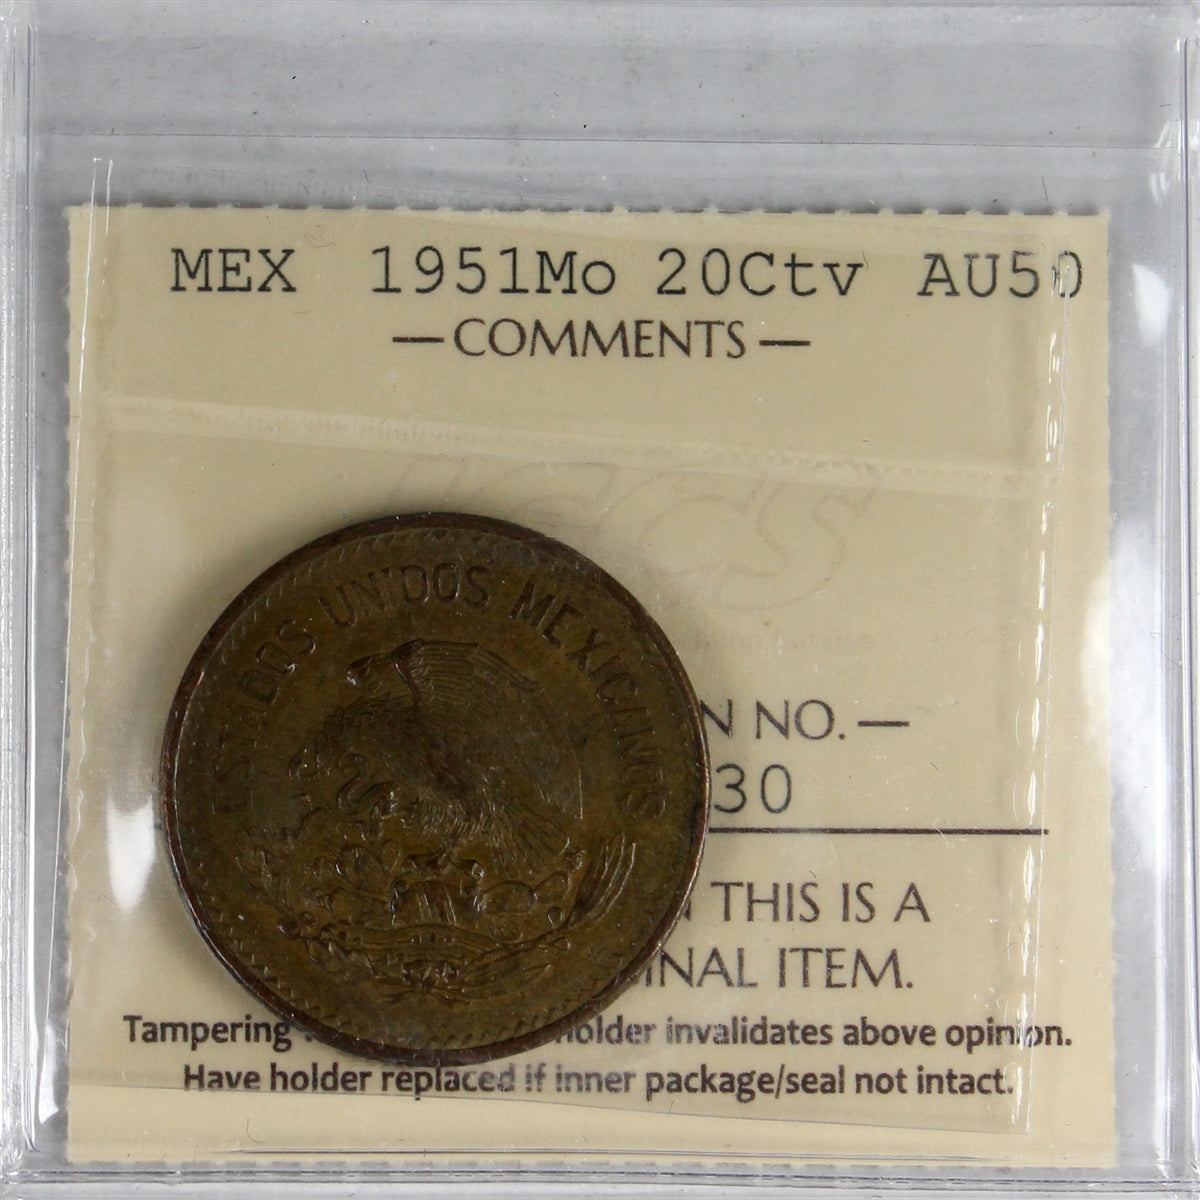 MEX 1951Mo 20Ctv AU50
—COMMENTS—
ICCS
ESTADOS UNIDOS MEXICANOS
N NO.—
30
THIS IS A
INAL ITEM.
Tampering holder invalidates above opinion.
Have holder replaced if inner package/seal not intact.